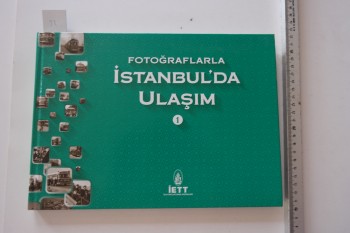 FOTOĞRAFLARLA
İSTANBUL'DA
ULAŞIM
1
İETT